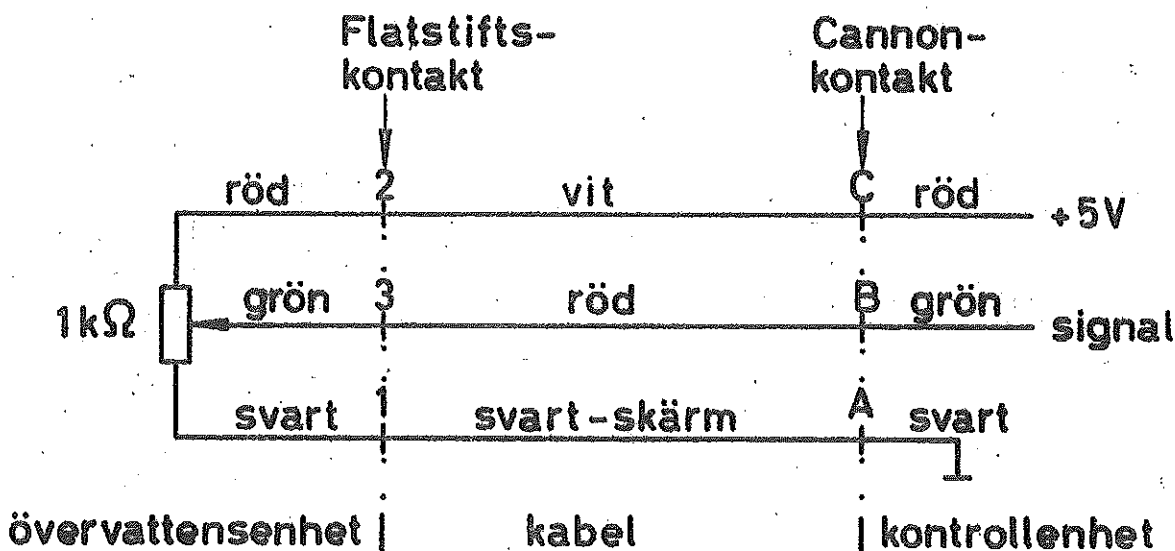 Flatstifts-
kontakt
Cannon-
kontakt
röd 2 vit C röd +5V
1kΩ grön 3 röd B grön signal
svart 1 svart-skärm A svart
övervattensenhet kabel kontrollenhet